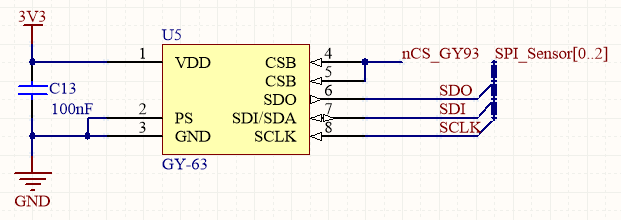 3V3
U5
1 VDD CSB 4 nCS_GY93 SPI_Sensor[0..2]
CSB 5
C13
SDO 6 SDO
100nF
2 PS SDI/SDA 7 SDI
3 GND SCLK 8 SCLK
GY-63
GND